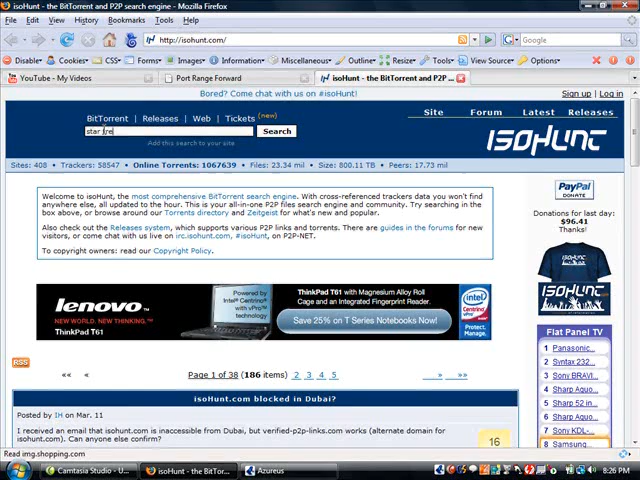 isoHunt - the BitTorrent and P2P search engine - Mozilla Firefox
File Edit View History Bookmarks Tools Help
http://isohunt.com/
Google
Disable Cookies CSS Forms Images Information Miscellaneous Outline Resize Tools View Source Options
YouTube - My Videos
Port Range Forward
isoHunt - the BitTorrent and P2P ...
Bored? Come chat with us on #isoHunt!
Sign up | Log in
BitTorrent | Releases | Web | Tickets (new)
Site Forum Latest Releases
star tre
Search
Add this search to your site
ISOHUNT
Sites: 408 • Trackers: 58547 • Online Torrents: 1067639 • Files: 23.34 mil • Size: 800.11 TB • Peers: 17.73 mil
Welcome to isoHunt, the most comprehensive BitTorrent search engine. With cross-referenced trackers data you won't find
anywhere else, all updated to the hour. This is your all-in-one P2P files search engine and community. Try searching in the
box above, or browse around our Torrents directory and Zeitgeist for what's new and popular.
Also check out the Releases system, which supports various P2P links and torrents. There are guides in the forums for new
visitors, or come chat with us live on irc.isohunt.com, #isoHunt, on P2P-NET.
To copyright owners: read our Copyright Policy.
PayPal
DONATE
Donations for last day:
$96.41
Thanks!
ISOHUNT
lenovo
NEW WORLD. NEW THINKING.™
ThinkPad T61
Powered by
Intel® Centrino®
with vPro™
technology
ThinkPad T61 with Magnesium Alloy Roll
Cage and an Integrated Fingerprint Reader.
Save 25% on T Series Notebooks Now!
intel
Centrino
vPro
Protect.
Manage.
Flat Panel TV
1 Panasonic...
2 Syntax 232...
3 Sony BRAVI...
4 Sharp Aquo...
5 Sharp 52 in...
6 Sharp Aquo...
7 Sony KDL-...
8 Samsung...
RSS
«« « Page 1 of 38 (186 items) 2 3 4 5 » »»
isoHunt.com blocked in Dubai?
Posted by IH on Mar. 11
I received an email that isohunt.com is inaccessible from Dubai, but verified-p2p-links.com works (alternate domain for
isohunt.com). Can anyone else confirm?
16
Read img.shopping.com
Camtasia Studio - U...
isoHunt - the BitTor...
Azureus
8:26 PM